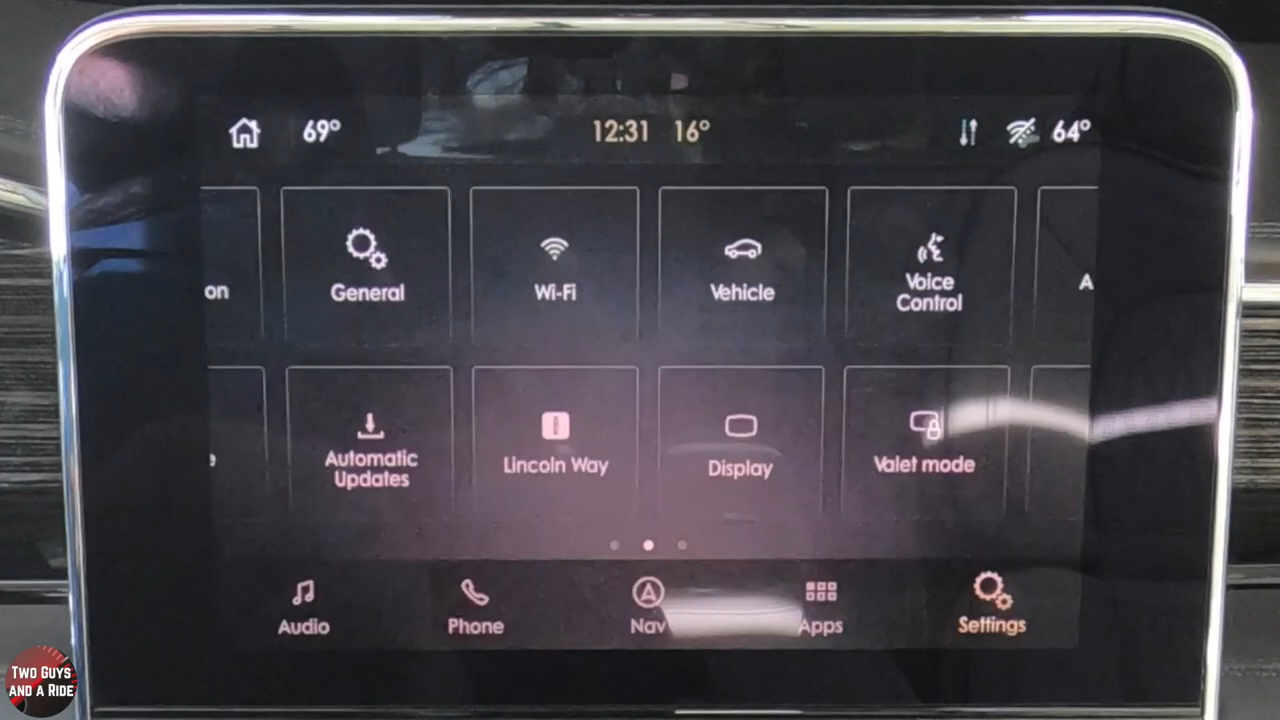 69° 12:31 16° 64°
on General Wi-Fi Vehicle Voice Control A
e Automatic Updates Lincoln Way Display Valet mode
Audio Phone Nav Apps Settings
TWO GUYS
AND A RIDE